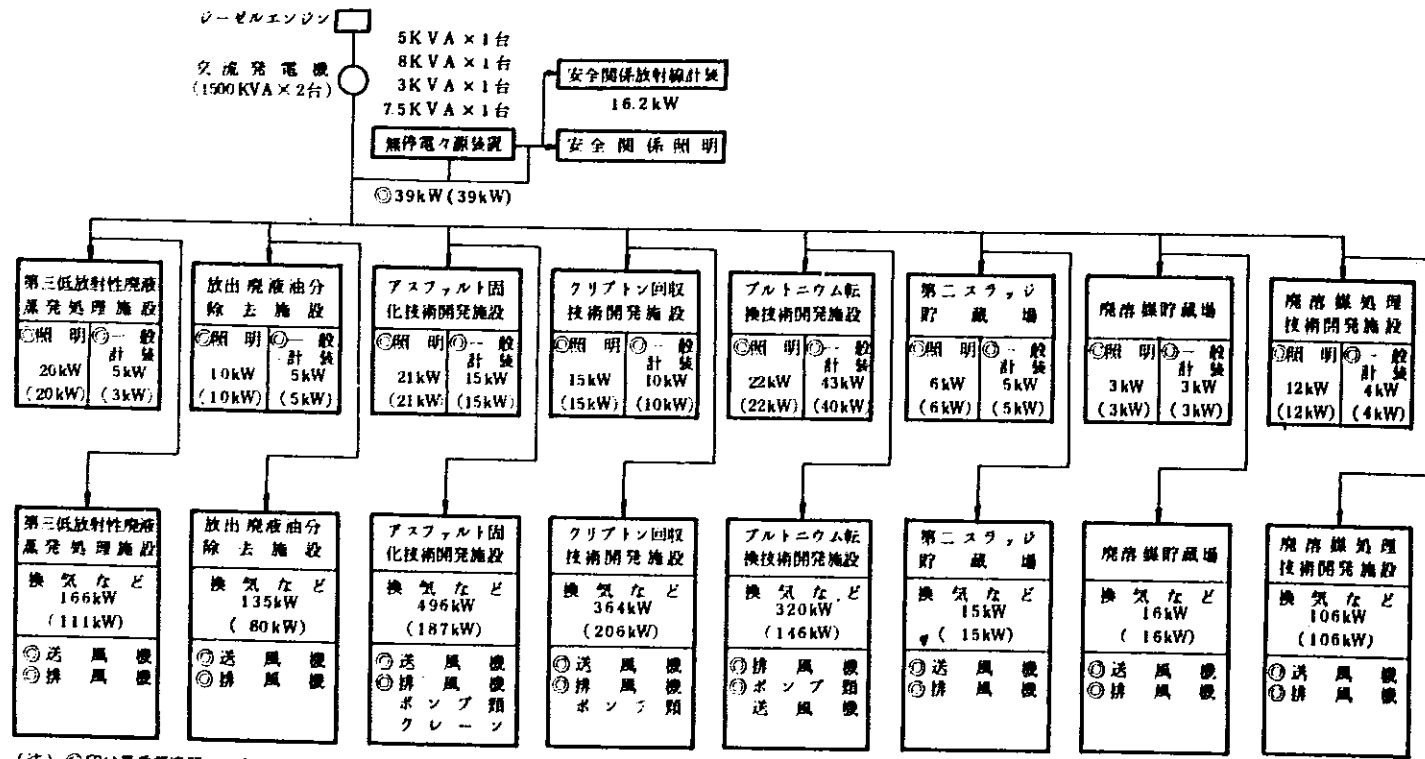 ジーゼルエンジン
交流発電機
(1500KVA×2台)
5KVA×1台
8KVA×1台
3KVA×1台
7.5KVA×1台
無停電々源装置
安全関係放射線計装
16.2kW
安全関係照明
◎39kW(39kW)
第三低放射性廃液
蒸発処理施設
◎照明
20kW
(20kW)
◎一般
計装
5kW
(3kW)
放出廃液油分
除去施設
◎照明
10kW
(10kW)
◎一般
計装
5kW
(5kW)
アスファルト固
化技術開発施設
◎照明
21kW
(21kW)
◎一般
計装
15kW
(15kW)
クリプトン回収
技術開発施設
◎照明
15kW
(15kW)
◎一般
計装
10kW
(10kW)
プルトニウム転
換技術開発施設
◎照明
22kW
(22kW)
◎一般
計装
43kW
(40kW)
第二スラッジ
貯蔵場
◎照明
6kW
(6kW)
◎一般
計装
5kW
(5kW)
廃溶媒貯蔵場
◎照明
3kW
(3kW)
◎一般
計装
3kW
(3kW)
廃溶媒処理
技術開発施設
◎照明
12kW
(12kW)
◎一般
計装
4kW
(4kW)
第三低放射性廃液
蒸発処理施設
換気など
166kW
(111kW)
◎送風機
◎排風機
放出廃液油分
除去施設
換気など
135kW
(80kW)
◎送風機
◎排風機
アスファルト固
化技術開発施設
換気など
496kW
(187kW)
◎送風機
◎排風機
ポンプ類
クレーン
クリプトン回収
技術開発施設
換気など
364kW
(206kW)
◎送風機
◎排風機
ポンプ類
プルトニウム転
換技術開発施設
換気など
320kW
(146kW)
◎排風機
◎ポンプ類
送風機
第二スラッジ
貯蔵場
換気など
15kW
(15kW)
◎送風機
◎排風機
廃溶媒貯蔵場
換気など
16kW
(16kW)
◎送風機
◎排風機
廃溶媒処理
技術開発施設
換気など
106kW
(106kW)
◎送風機
◎排風機